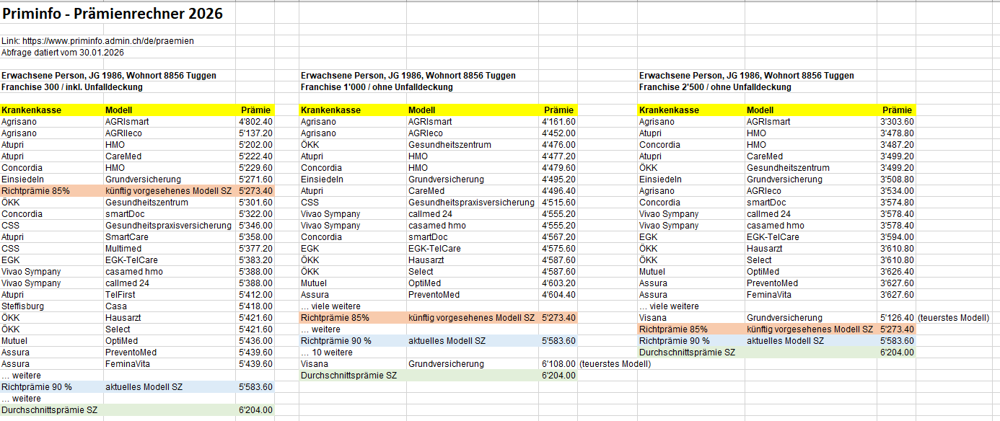 Priminfo - Prämienrechner 2026
Link: https://www.priminfo.admin.ch/de/praemien
Abfrage datiert vom 30.01.2026
Erwachsene Person, JG 1986, Wohnort 8856 Tuggen
Franchise 300 / inkl. Unfalldeckung
Krankenkasse Modell Prämie
Agrisano AGRIsmart 4'802.40
Agrisano AGRIleco 5'137.20
Atupri HMO 5'202.00
Atupri CareMed 5'222.40
Concordia HMO 5'229.60
Einsiedeln Grundversicherung 5'271.60
Richtprämie 85% künftig vorgesehenes Modell SZ 5'273.40
ÖKK Gesundheitszentrum 5'301.60
Concordia smartDoc 5'322.00
CSS Gesundheitspraxisversicherung 5'346.00
Atupri SmartCare 5'358.00
CSS Multimed 5'377.20
EGK EGK-TelCare 5'383.20
Vivao Sympany casamed hmo 5'388.00
Vivao Sympany callmed 24 5'388.00
Atupri TelFirst 5'412.00
Steffisburg Casa 5'418.00
ÖKK Hausarzt 5'421.60
ÖKK Select 5'421.60
Mutuel OptiMed 5'436.00
Assura PreventoMed 5'439.60
Assura FeminaVita 5'439.60
… weitere
Richtprämie 90 % aktuelles Modell SZ 5'583.60
… weitere
Durchschnittsprämie SZ 6'204.00
Erwachsene Person, JG 1986, Wohnort 8856 Tuggen
Franchise 1'000 / ohne Unfalldeckung
Krankenkasse Modell Prämie
Agrisano AGRIsmart 4'161.60
Agrisano AGRIeco 4'452.00
ÖKK Gesundheitszentrum 4'476.00
Atupri HMO 4'477.20
Concordia HMO 4'479.60
Einsiedeln Grundversicherung 4'495.20
Atupri CareMed 4'496.40
CSS Gesundheitspraxisversicherung 4'515.60
Vivao Sympany callmed 24 4'555.20
Vivao Sympany casamed hmo 4'555.20
Concordia smartDoc 4'567.20
EGK EGK-TelCare 4'575.60
ÖKK Hausarzt 4'587.60
ÖKK Select 4'587.60
Mutuel OptiMed 4'603.20
Assura PreventoMed 4'604.40
… viele weitere
Richtprämie 85% künftig vorgesehenes Modell SZ 5'273.40
… weitere
Richtprämie 90 % aktuelles Modell SZ 5'583.60
… 10 weitere
Visana Grundversicherung 6'108.00 (teuerstes Modell)
Durchschnittsprämie SZ 6'204.00
Erwachsene Person, JG 1986, Wohnort 8856 Tuggen
Franchise 2'500 / ohne Unfalldeckung
Krankenkasse Modell Prämie
Agrisano AGRIsmart 3'303.60
Atupri HMO 3'478.80
Concordia HMO 3'487.20
Atupri CareMed 3'499.20
ÖKK Gesundheitszentrum 3'499.20
Einsiedeln Grundversicherung 3'508.80
Agrisano AGRIeco 3'534.00
Concordia smartDoc 3'574.80
Vivao Sympany callmed 24 3'578.40
Vivao Sympany casamed hmo 3'578.40
EGK EGK-TelCare 3'594.00
ÖKK Hausarzt 3'610.80
ÖKK Select 3'610.80
Mutuel OptiMed 3'626.40
Assura PreventoMed 3'627.60
Assura FeminaVita 3'627.60
… viele weitere
Visana Grundversicherung 5'126.40 (teuerstes Modell)
Richtprämie 85% künftig vorgesehenes Modell SZ 5'273.40
Richtprämie 90 % aktuelles Modell SZ 5'583.60
Durchschnittsprämie SZ 6'204.00